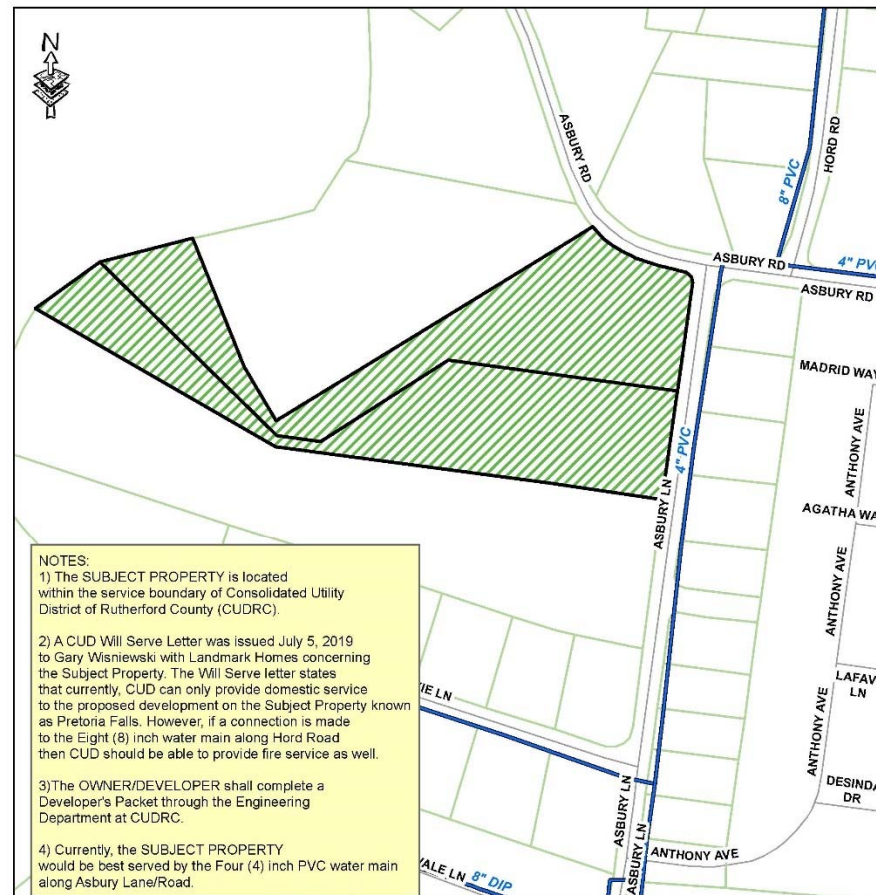 N
ASBURY RD
HORD RD
8" PVC
ASBURY RD
4" PVC
ASBURY RD
MADRID WAY
ANTHONY AVE
4" PVC
ASBURY LN
AGATHA WA
ANTHONY AVE
NOTES:
1) The SUBJECT PROPERTY is located
within the service boundary of Consolidated Utility
District of Rutherford County (CUDRC).
2) A CUD Will Serve Letter was issued July 5, 2019
to Gary Wisniewski with Landmark Homes concerning
the Subject Property. The Will Serve letter states
that currently, CUD can only provide domestic service
to the proposed development on the Subject Property known
as Pretoria Falls. However, if a connection is made
to the Eight (8) inch water main along Hord Road
then CUD should be able to provide fire service as well.
3)The OWNER/DEVELOPER shall complete a
Developer's Packet through the Engineering
Department at CUDRC.
4) Currently, the SUBJECT PROPERTY
would be best served by the Four (4) inch PVC water main
along Asbury Lane/Road.
IE LN
LAFAY
LN
ANTHONY AVE
DESINDA
DR
ASBURY LN
ASBURY LN
ANTHONY AVE
VALE LN
8" DIP
ASBURY LN